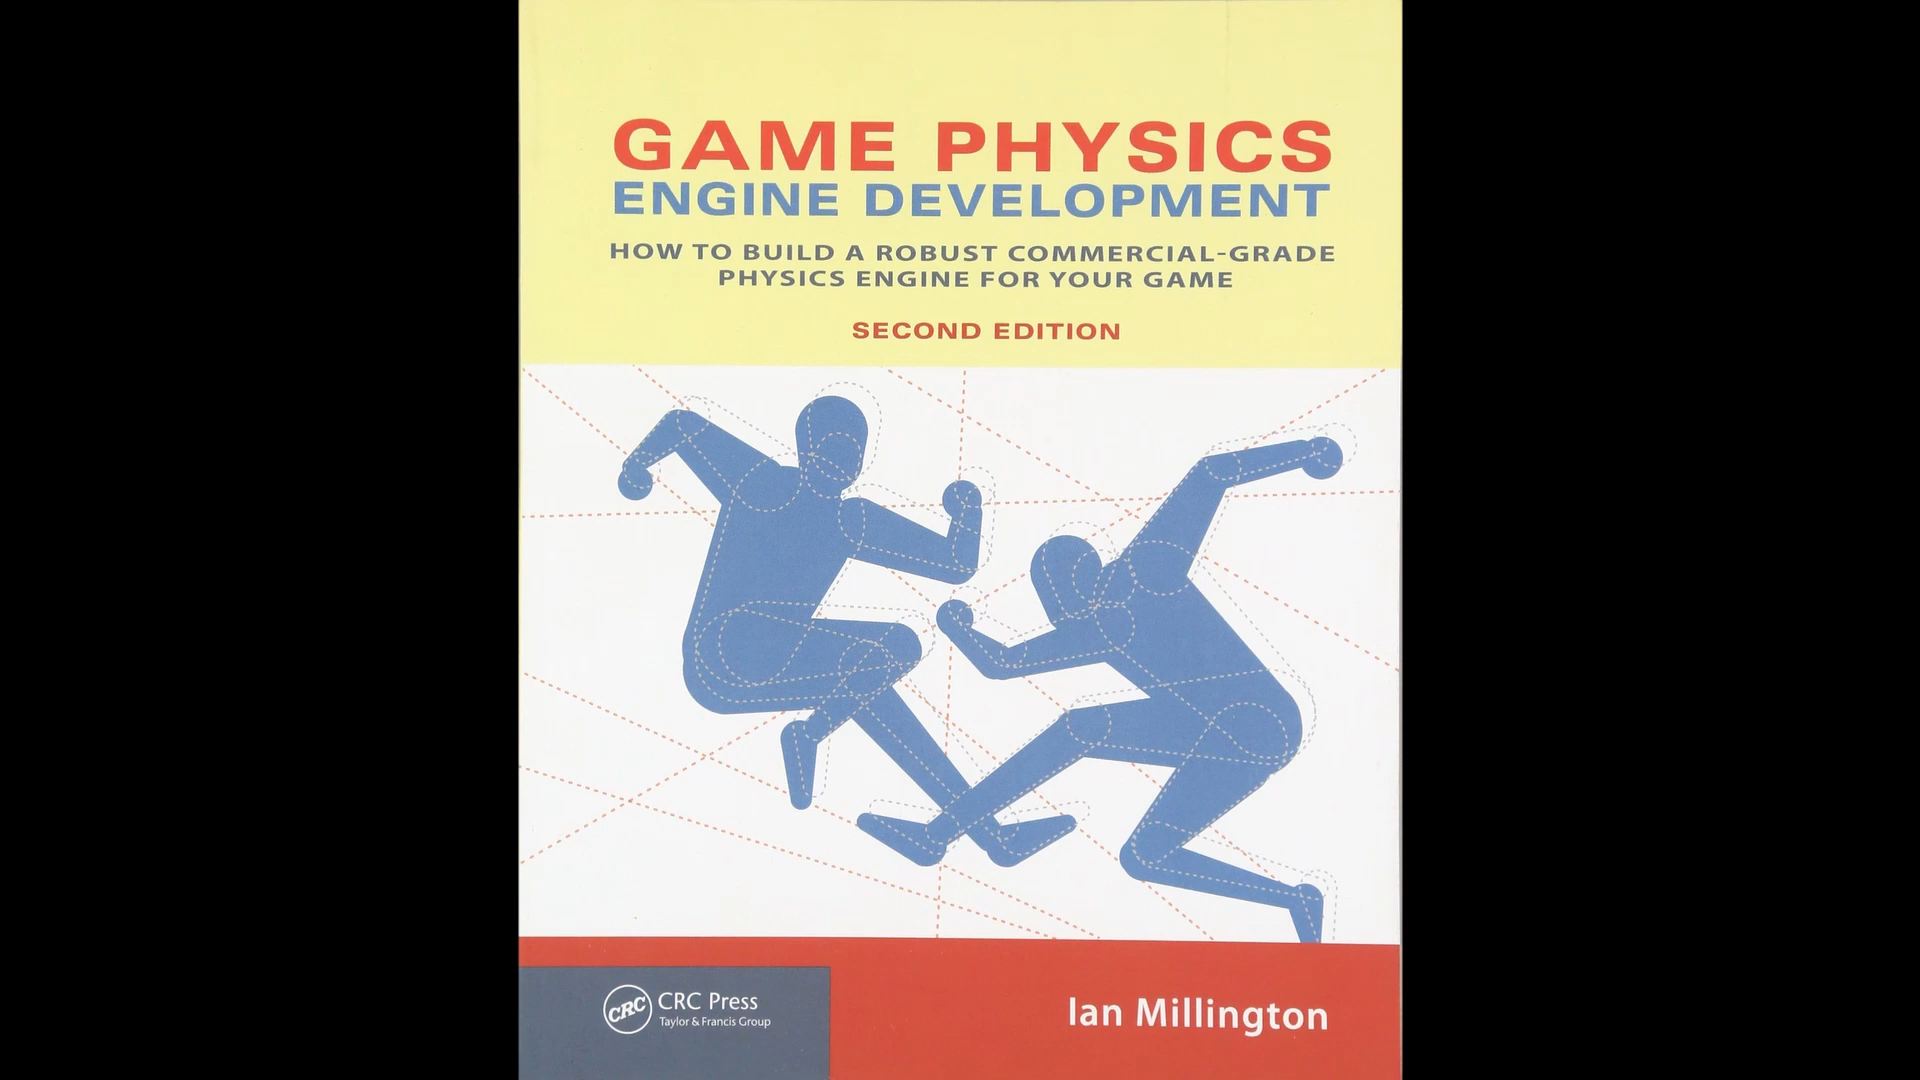 GAME PHYSICS
ENGINE DEVELOPMENT
HOW TO BUILD A ROBUST COMMERCIAL-GRADE
PHYSICS ENGINE FOR YOUR GAME
SECOND EDITION
CRC CRC Press
Taylor & Francis Group
Ian Millington